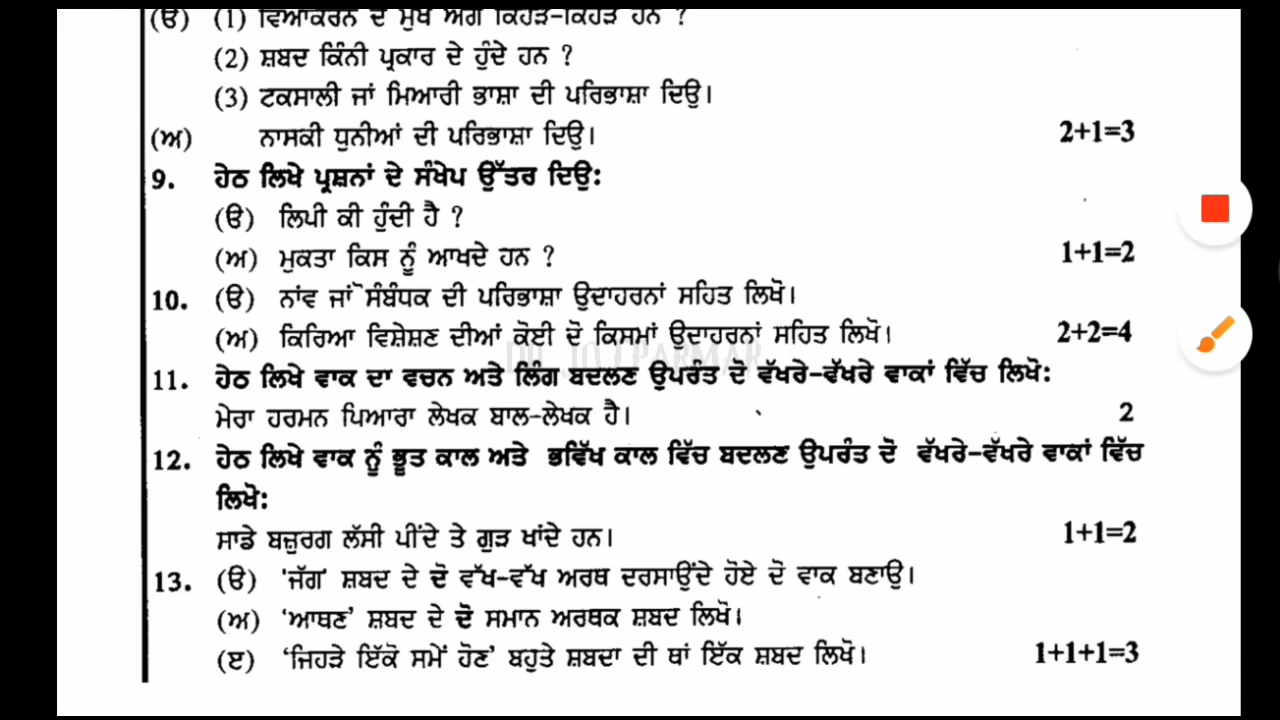 (ੳ) (1) ਵਿਆਕਰਨ ਦੇ ਮੁੱਖ ਅੰਗ ਕਿਹੜੇ-ਕਿਹੜੇ ਹਨ ?
(2) ਸ਼ਬਦ ਕਿੰਨੀ ਪ੍ਰਕਾਰ ਦੇ ਹੁੰਦੇ ਹਨ ?
(3) ਟਕਸਾਲੀ ਜਾਂ ਮਿਆਰੀ ਭਾਸ਼ਾ ਦੀ ਪਰਿਭਾਸ਼ਾ ਦਿਉ।
(ਅ) ਨਾਸਕੀ ਧੁਨੀਆਂ ਦੀ ਪਰਿਭਾਸ਼ਾ ਦਿਉ। 2+1=3
9. ਹੇਠ ਲਿਖੇ ਪ੍ਰਸ਼ਨਾਂ ਦੇ ਸੰਖੇਪ ਉੱਤਰ ਦਿਉ:
(ੳ) ਲਿਪੀ ਕੀ ਹੁੰਦੀ ਹੈ ?
(ਅ) ਮੁਕਤਾ ਕਿਸ ਨੂੰ ਆਖਦੇ ਹਨ ? 1+1=2
10. (ੳ) ਨਾਂਵ ਜਾਂ ਸੰਬੰਧਕ ਦੀ ਪਰਿਭਾਸ਼ਾ ਉਦਾਹਰਨਾਂ ਸਹਿਤ ਲਿਖੋ।
(ਅ) ਕਿਰਿਆ ਵਿਸ਼ੇਸ਼ਣ ਦੀਆਂ ਕੋਈ ਦੋ ਕਿਸਮਾਂ ਉਦਾਹਰਨਾਂ ਸਹਿਤ ਲਿਖੋ। 2+2=4
11. ਹੇਠ ਲਿਖੇ ਵਾਕ ਦਾ ਵਚਨ ਅਤੇ ਲਿੰਗ ਬਦਲਣ ਉਪਰੰਤ ਦੋ ਵੱਖਰੇ-ਵੱਖਰੇ ਵਾਕਾਂ ਵਿੱਚ ਲਿਖੋ:
ਮੇਰਾ ਹਰਮਨ ਪਿਆਰਾ ਲੇਖਕ ਬਾਲ-ਲੇਖਕ ਹੈ। 2
12. ਹੇਠ ਲਿਖੇ ਵਾਕ ਨੂੰ ਭੂਤ ਕਾਲ ਅਤੇ ਭਵਿੱਖ ਕਾਲ ਵਿੱਚ ਬਦਲਣ ਉਪਰੰਤ ਦੋ ਵੱਖਰੇ-ਵੱਖਰੇ ਵਾਕਾਂ ਵਿੱਚ
ਲਿਖੋ:
ਸਾਡੇ ਬਜ਼ੁਰਗ ਲੱਸੀ ਪੀਂਦੇ ਤੇ ਗੁੜ ਖਾਂਦੇ ਹਨ। 1+1=2
13. (ੳ) 'ਜੱਗ' ਸ਼ਬਦ ਦੇ ਦੋ ਵੱਖ-ਵੱਖ ਅਰਥ ਦਰਸਾਉਂਦੇ ਹੋਏ ਦੋ ਵਾਕ ਬਣਾਉ।
(ਅ) 'ਆਥਣ' ਸ਼ਬਦ ਦੇ ਦੋ ਸਮਾਨ ਅਰਥਕ ਸ਼ਬਦ ਲਿਖੋ।
(ੲ) 'ਜਿਹੜੇ ਇੱਕੋ ਸਮੇਂ ਹੋਣ' ਬਹੁਤੇ ਸ਼ਬਦਾ ਦੀ ਥਾਂ ਇੱਕ ਸ਼ਬਦ ਲਿਖੋ। 1+1+1=3